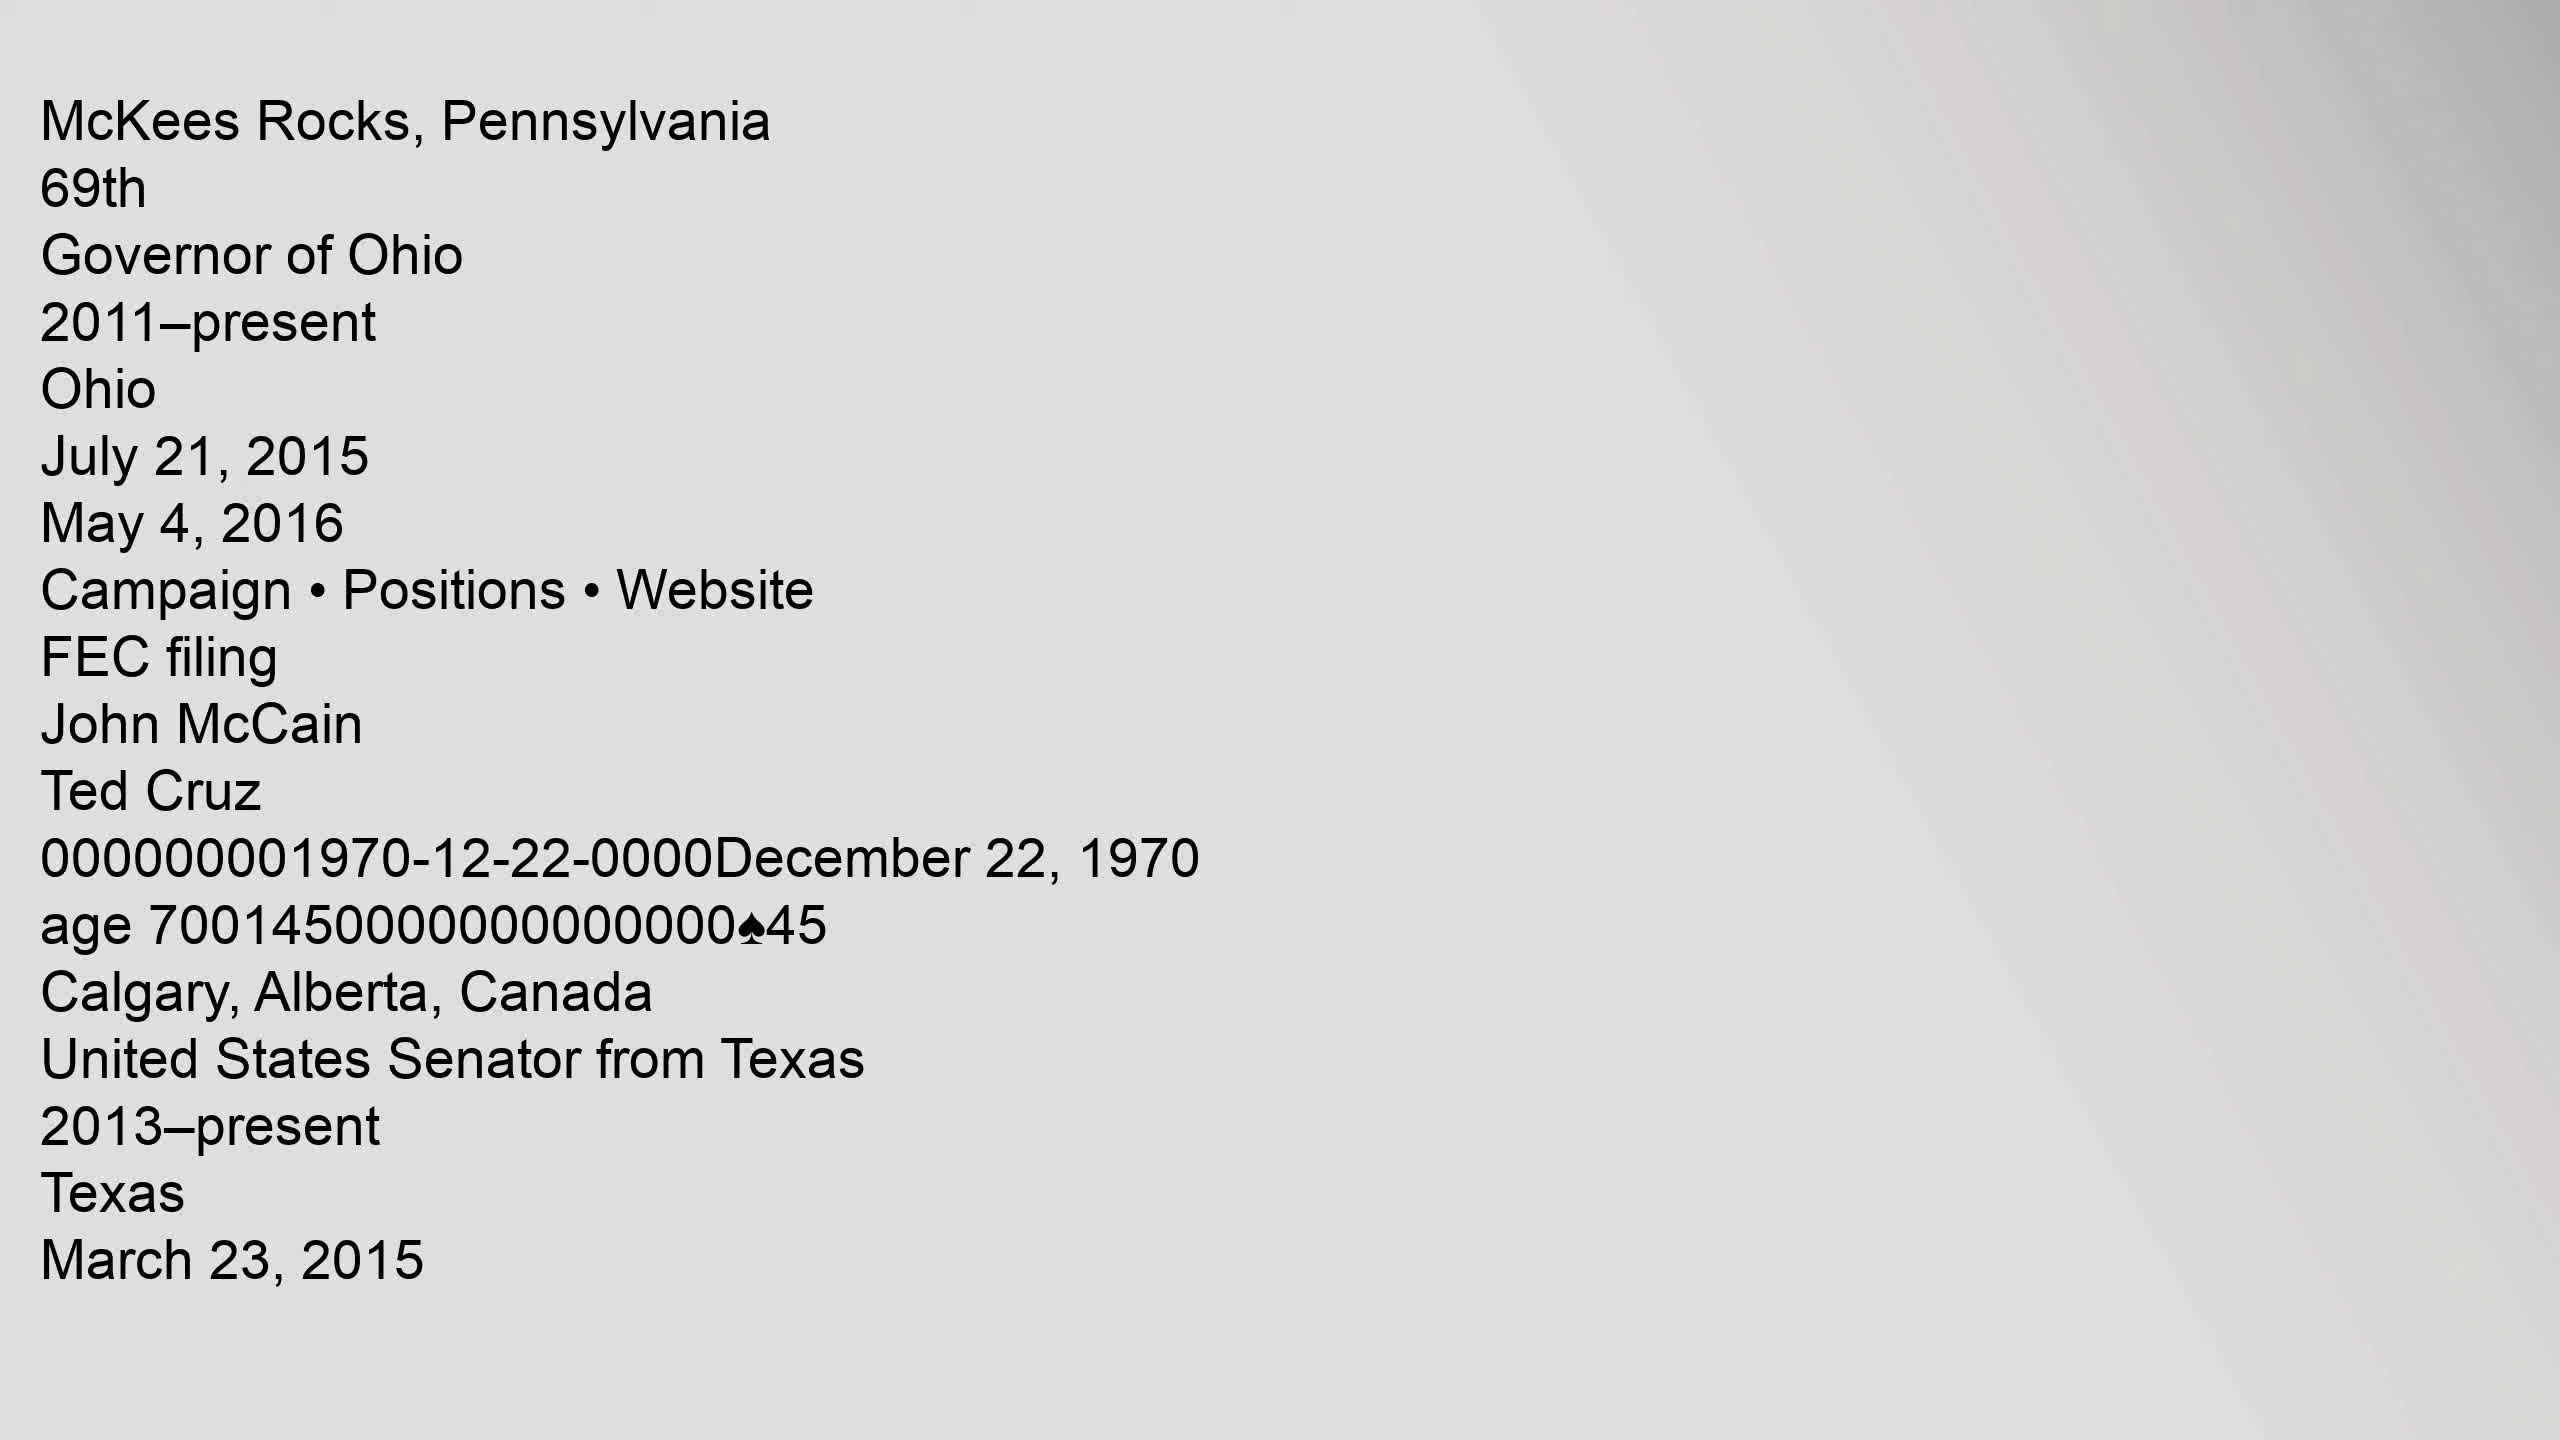 McKees Rocks, Pennsylvania
69th
Governor of Ohio
2011–present
Ohio
July 21, 2015
May 4, 2016
Campaign • Positions • Website
FEC filing
John McCain
Ted Cruz
000000001970-12-22-0000December 22, 1970
age 7001450000000000000♠45
Calgary, Alberta, Canada
United States Senator from Texas
2013–present
Texas
March 23, 2015